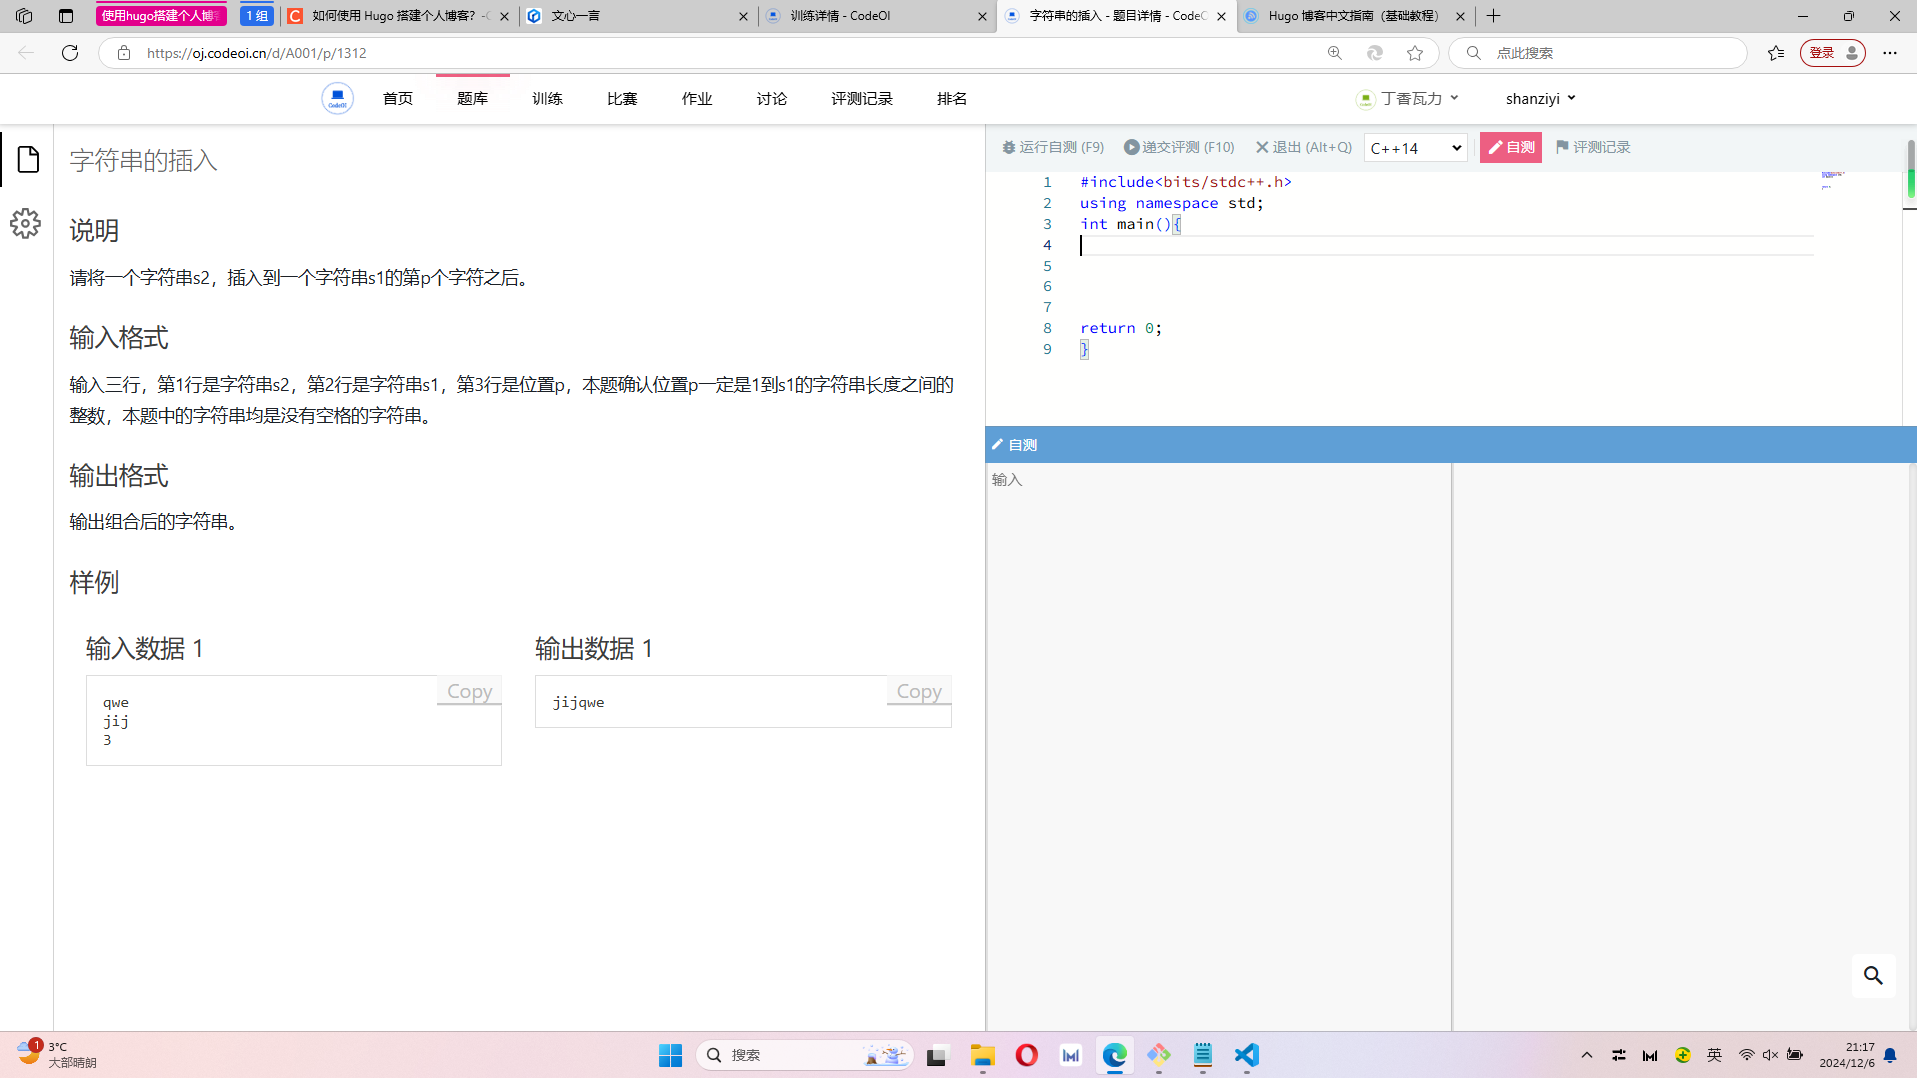 使用hugo搭建个人博
1 组
如何使用 Hugo 搭建个人博客？-C
文心一言
训练详情 - CodeOI
字符串的插入 - 题目详情 - CodeO
Hugo 博客中文指南（基础教程）
https://oj.codeoi.cn/d/A001/p/1312
点此搜索
登录
CodeOI
首页
题库
训练
比赛
作业
讨论
评测记录
排名
丁香瓦力
shanziyi
字符串的插入
说明
请将一个字符串s2，插入到一个字符串s1的第p个字符之后。
输入格式
输入三行，第1行是字符串s2，第2行是字符串s1，第3行是位置p，本题确认位置p一定是1到s1的字符串长度之间的
整数，本题中的字符串均是没有空格的字符串。
输出格式
输出组合后的字符串。
样例
输入数据 1
Copy
qwe
jij
3
输出数据 1
Copy
jijqwe
运行自测 (F9)
递交评测 (F10)
退出 (Alt+Q)
C++14
自测
评测记录
1 #include<bits/stdc++.h>
2 using namespace std;
3 int main(){
4
5
6
7
8 return 0;
9 }
自测
输入
1
3°C
大部晴朗
搜索
英
21:17
2024/12/6